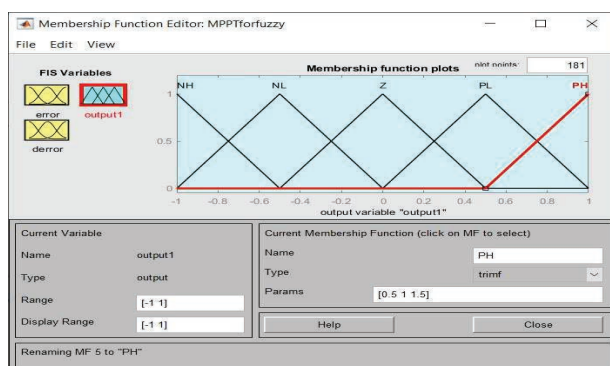 Membership Function Editor: MPPTforfuzzy
File Edit View
FIS Variables
Membership function plots
plot points:
181
error
output1
derror
NH
NL
Z
PL
PH
1
0.5
0
-1 -0.8 -0.6 -0.4 -0.2 0 0.2 0.4 0.6 0.8 1
output variable "output1"
Current Variable
Name output1
Type output
Range [-1 1]
Display Range [-1 1]
Current Membership Function (click on MF to select)
Name PH
Type trimf
Params [0.5 1 1.5]
Help
Close
Renaming MF 5 to "PH"